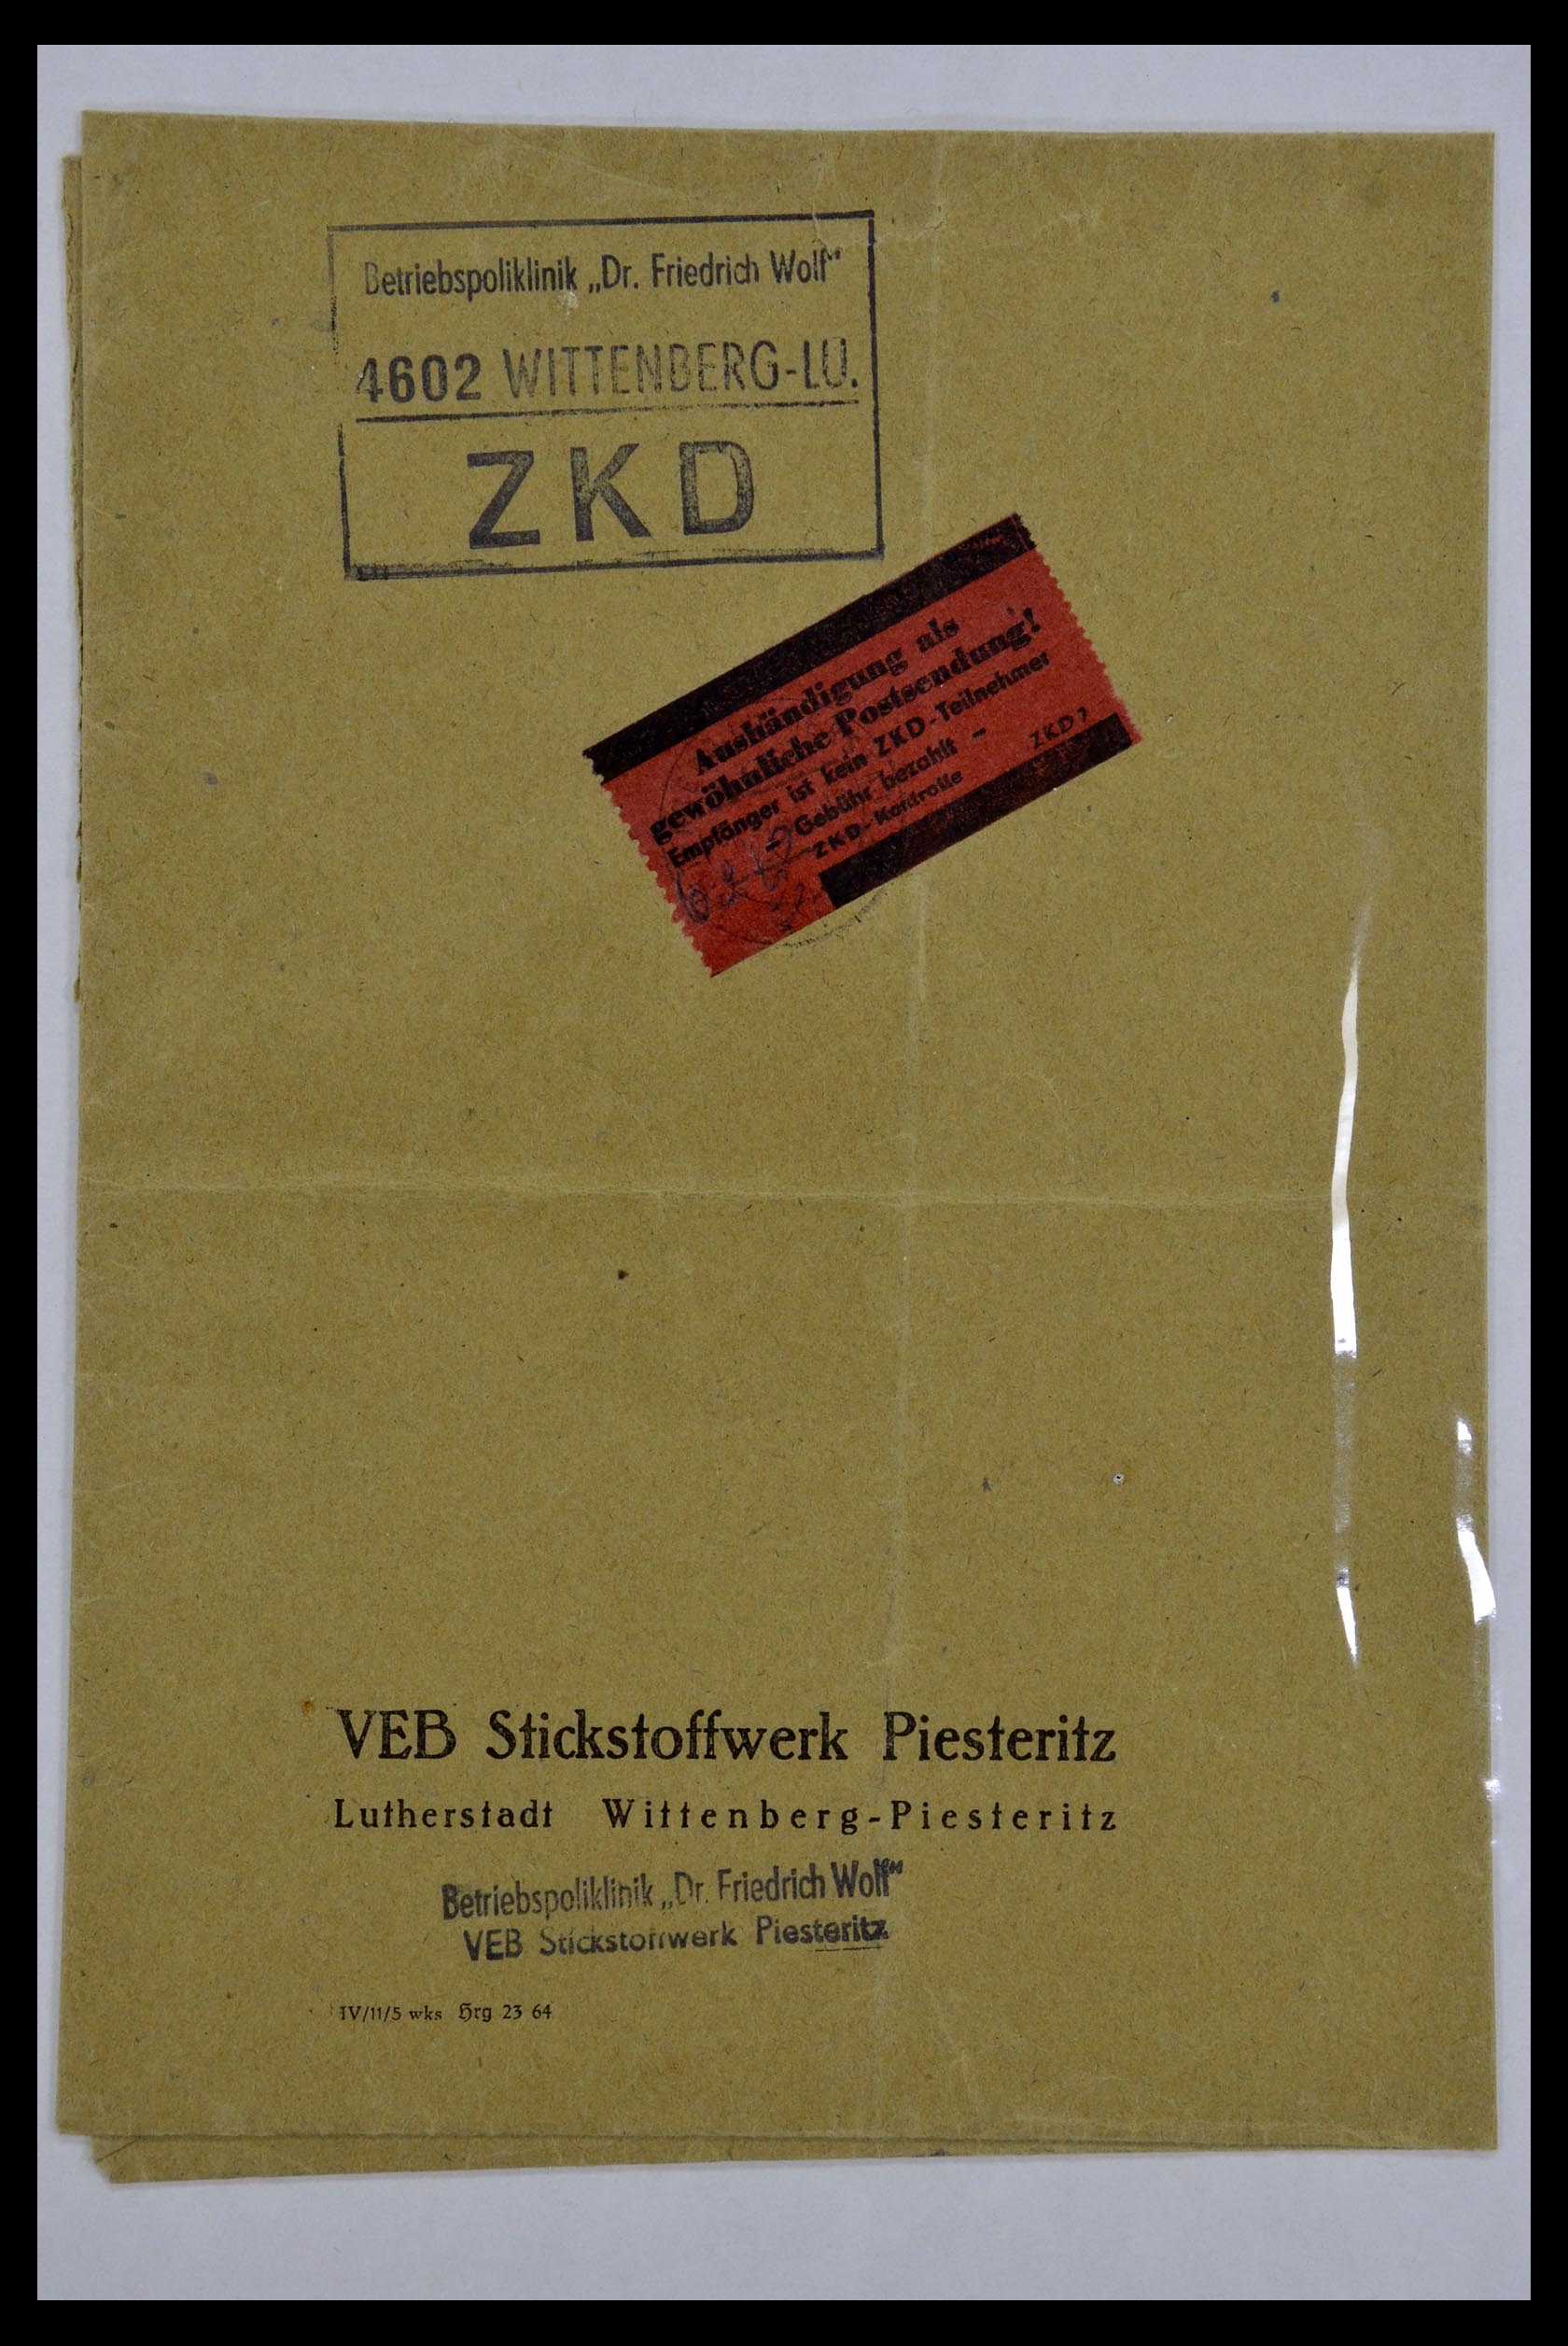 Betriebspoliklinik „Dr. Friedrich Wolf“
4602 WITTENBERG-LU.
ZKD
Aushändigung als
gewöhnliche Postsendung!
Empfänger ist kein ZKD-Teilnehmer
- Gebühr bezahlt -
ZKD-Kontrolle
ZKD 7
VEB Stickstoffwerk Piesteritz
Lutherstadt Wittenberg-Piesteritz
Betriebspoliklinik „Dr. Friedrich Wolf“
VEB Stickstoffwerk Piesteritz
IV/11/5 wks Hrg 23 64